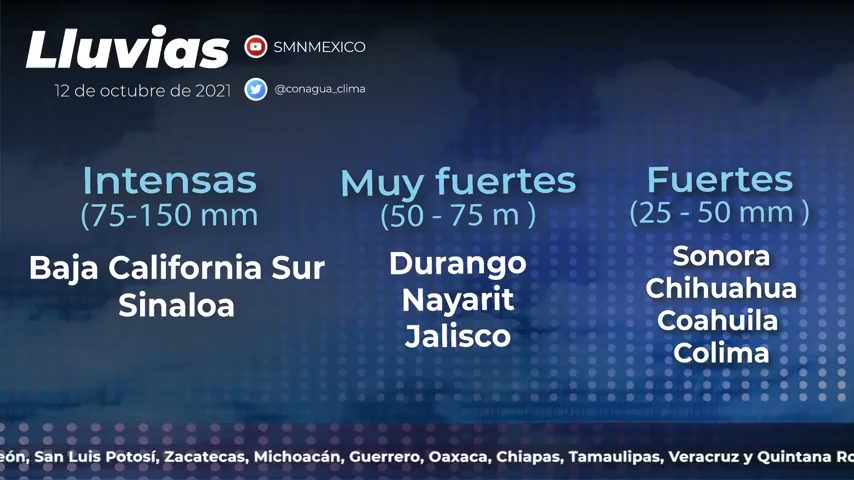 Lluvias
SMNMEXICO
12 de octubre de 2021
@conagua_clima
Intensas
(75-150 mm
Baja California Sur
Sinaloa
Muy fuertes
(50 - 75 m )
Durango
Nayarit
Jalisco
Fuertes
(25 - 50 mm )
Sonora
Chihuahua
Coahuila
Colima
eón, San Luis Potosí, Zacatecas, Michoacán, Guerrero, Oaxaca, Chiapas, Tamaulipas, Veracruz y Quintana Ro